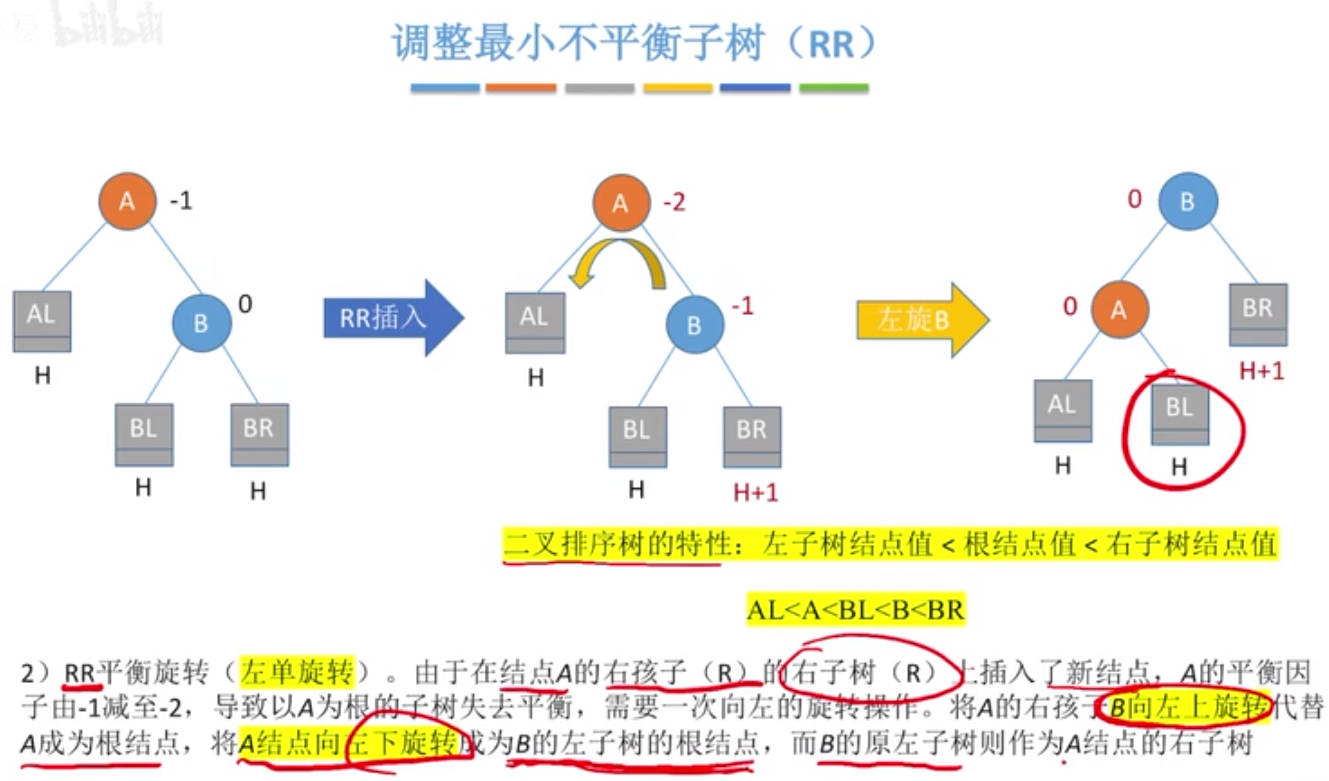 bilibili
调整最小不平衡子树（RR）
A -1
A -2
0 B
AL
B 0
RR插入
AL
B -1
左旋B
0 A
BR
H
H
H+1
BL
BR
BL
BR
AL
BL
H
H
H
H+1
H
H
二叉排序树的特性：左子树结点值 < 根结点值 < 右子树结点值
AL<A<BL<B<BR
2）RR平衡旋转（左单旋转）。由于在结点A的右孩子（R）的右子树（R）上插入了新结点，A的平衡因
子由-1减至-2，导致以A为根的子树失去平衡，需要一次向左的旋转操作。将A的右孩子B向左上旋转代替
A成为根结点，将A结点向左下旋转成为B的左子树的根结点，而B的原左子树则作为A结点的右子树